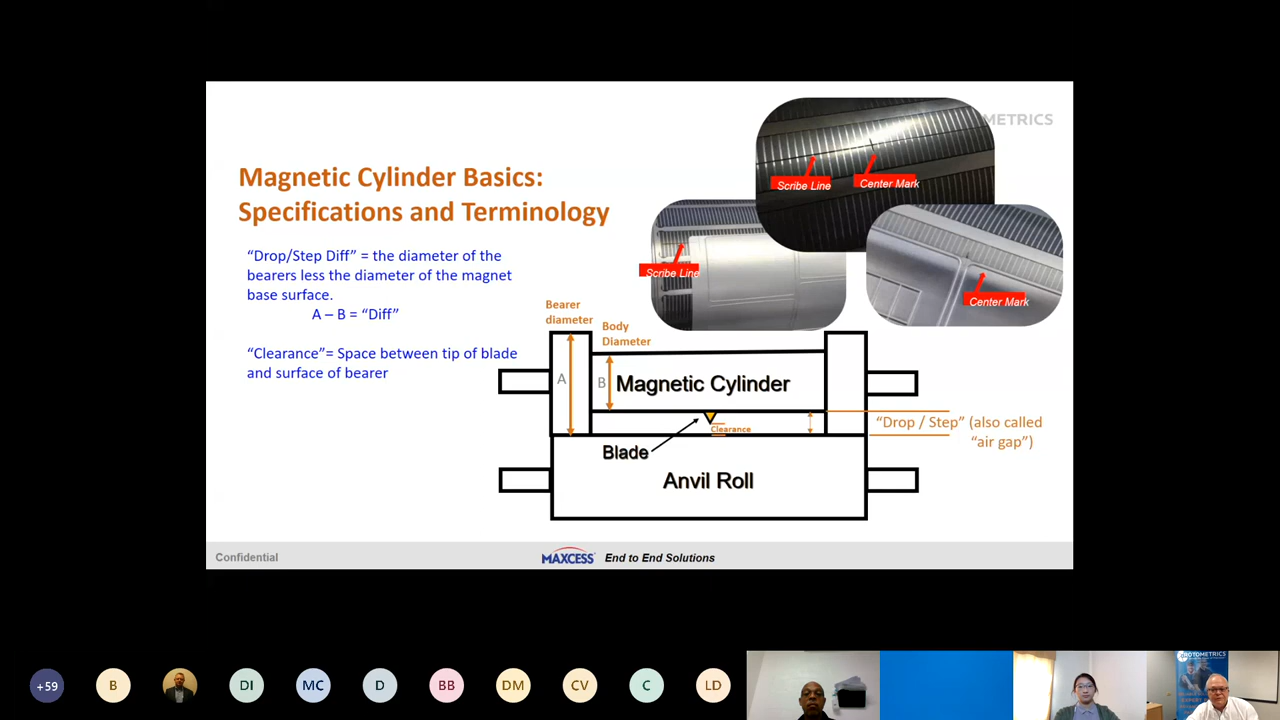 METRICS
Magnetic Cylinder Basics:
Specifications and Terminology
“Drop/Step Diff” = the diameter of the
bearers less the diameter of the magnet
base surface.
A – B = “Diff”
“Clearance”= Space between tip of blade
and surface of bearer
Scribe Line
Center Mark
Scribe Line
Center Mark
Bearer
diameter
Body
Diameter
A
B
Magnetic Cylinder
Clearance
Blade
“Drop / Step” (also called
“air gap”)
Anvil Roll
Confidential
MAXCESS
End to End Solutions
+59
B
DI
MC
D
BB
DM
CV
C
LD
ROTOMETRICS